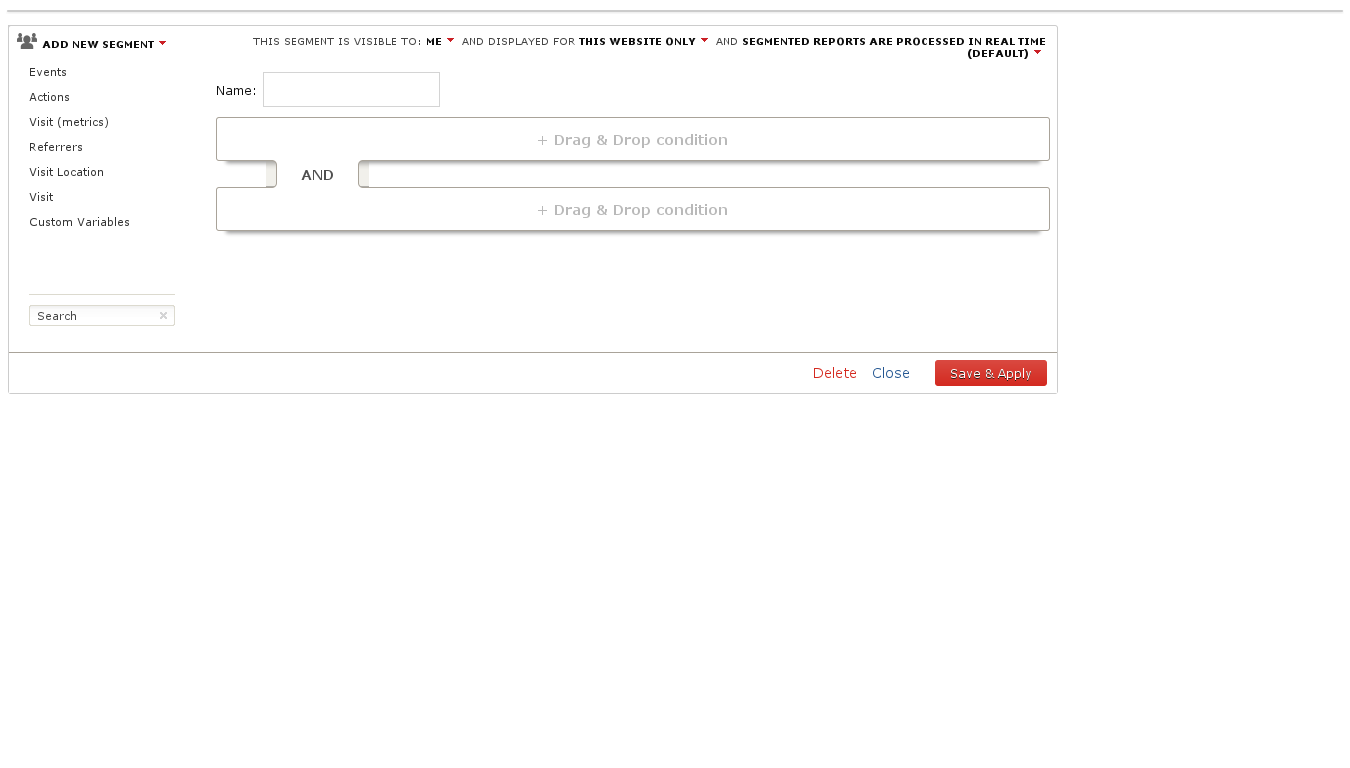 ADD NEW SEGMENT
THIS SEGMENT IS VISIBLE TO: ME AND DISPLAYED FOR THIS WEBSITE ONLY AND SEGMENTED REPORTS ARE PROCESSED IN REAL TIME
(DEFAULT)
Events
Actions
Visit (metrics)
Referrers
Visit Location
Visit
Custom Variables
Search
Name:
+ Drag & Drop condition
AND
+ Drag & Drop condition
Delete
Close
Save & Apply